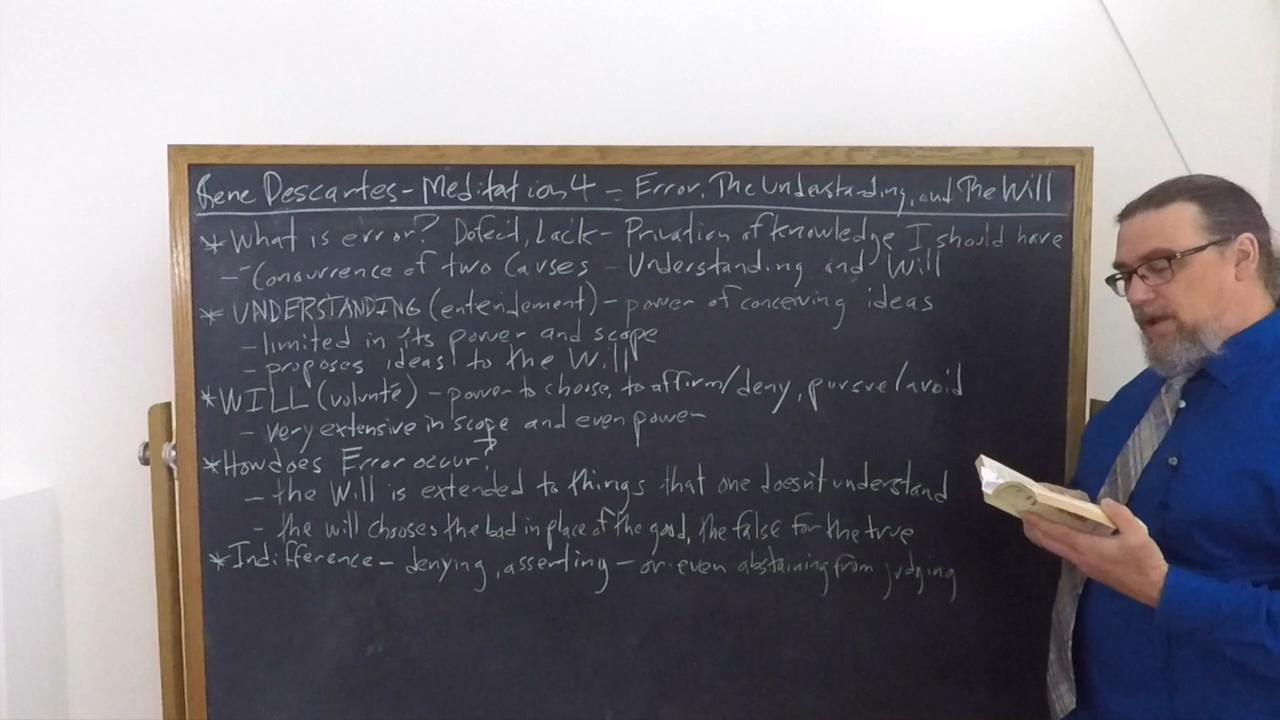 Rene Descartes - Meditation 4 - Error, The Understanding, and The Will
* What is error? Defect, Lack - Privation of knowledge I should have
- Concurrence of two Causes - Understanding and Will
* UNDERSTANDING (entendement) - power of conceiving ideas
- limited in its power and scope
- proposes ideas to the Will
* WILL (volunté) - power to choose, to affirm/deny, pursue/avoid
- very extensive in scope and even power
* How does Error occur?
- the Will is extended to things that one doesn't understand
- the will chooses the bad in place of the good, the false for the true
* Indifference - denying, asserting - or even abstaining from judging